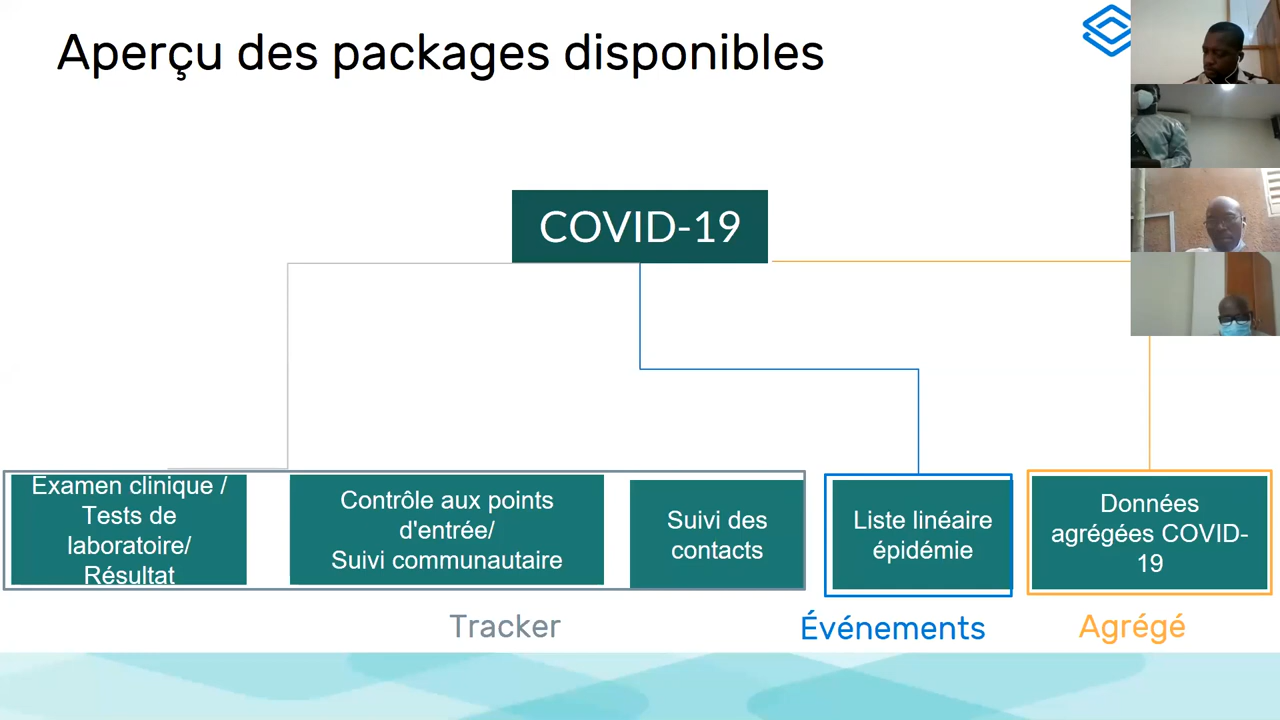 Aperçu des packages disponibles
COVID-19
Examen clinique /
Tests de
laboratoire/
Résultat
Contrôle aux points
d'entrée/
Suivi communautaire
Suivi des
contacts
Liste linéaire
épidémie
Données
agrégées COVID-
19
Tracker
Événements
Agrégé